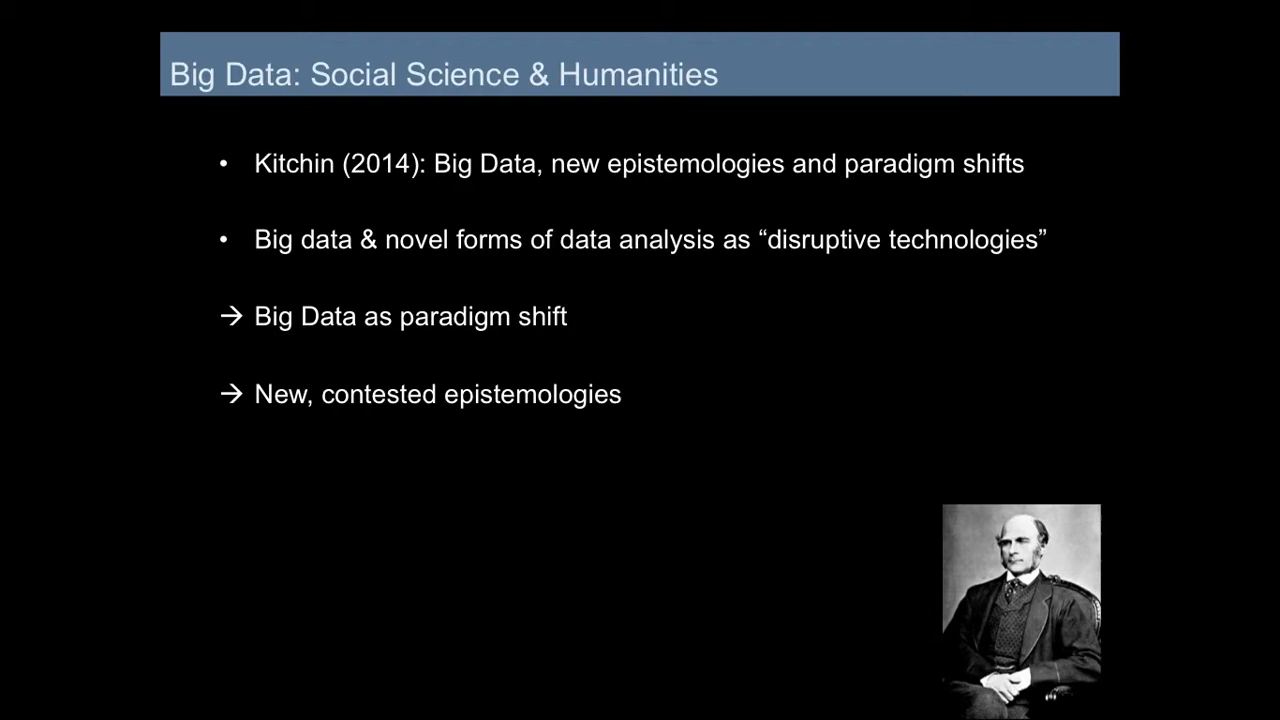 Big Data: Social Science & Humanities
• Kitchin (2014): Big Data, new epistemologies and paradigm shifts
• Big data & novel forms of data analysis as “disruptive technologies”
→ Big Data as paradigm shift
→ New, contested epistemologies